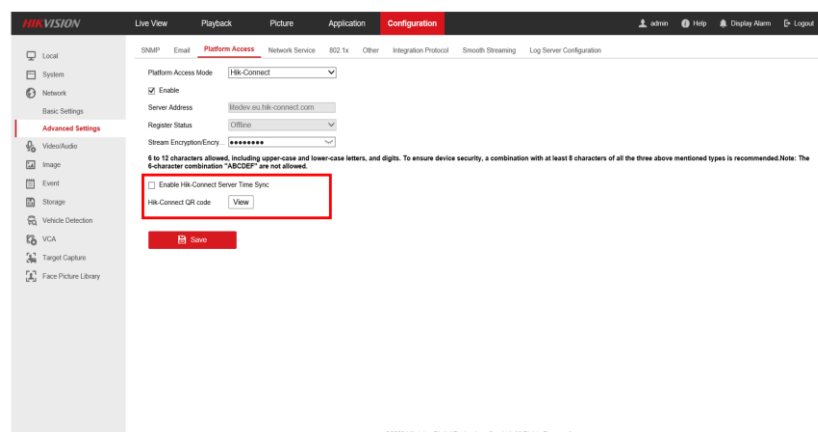 HIKVISION Live View Playback Picture Application Configuration admin Help Display Alarm Logout
SNMP Email Platform Access Network Service 802.1x Other Integration Protocol Smooth Streaming Log Server Configuration
Local
System
Network
Basic Settings
Advanced Settings
Video/Audio
Image
Event
Storage
Vehicle Detection
VCA
Target Capture
Face Picture Library
Platform Access Mode Hik-Connect
Enable
Server Address litedev.eu.hik-connect.com
Register Status Offline
Stream Encryption/Encry... ●●●●●●●●
6 to 12 characters allowed, including upper-case and lower-case letters, and digits. To ensure device security, a combination with at least 8 characters of all the three above mentioned types is recommended.Note: The
6-character combination "ABCDEF" are not allowed.
Enable Hik-Connect Server Time Sync
Hik-Connect QR code View
Save